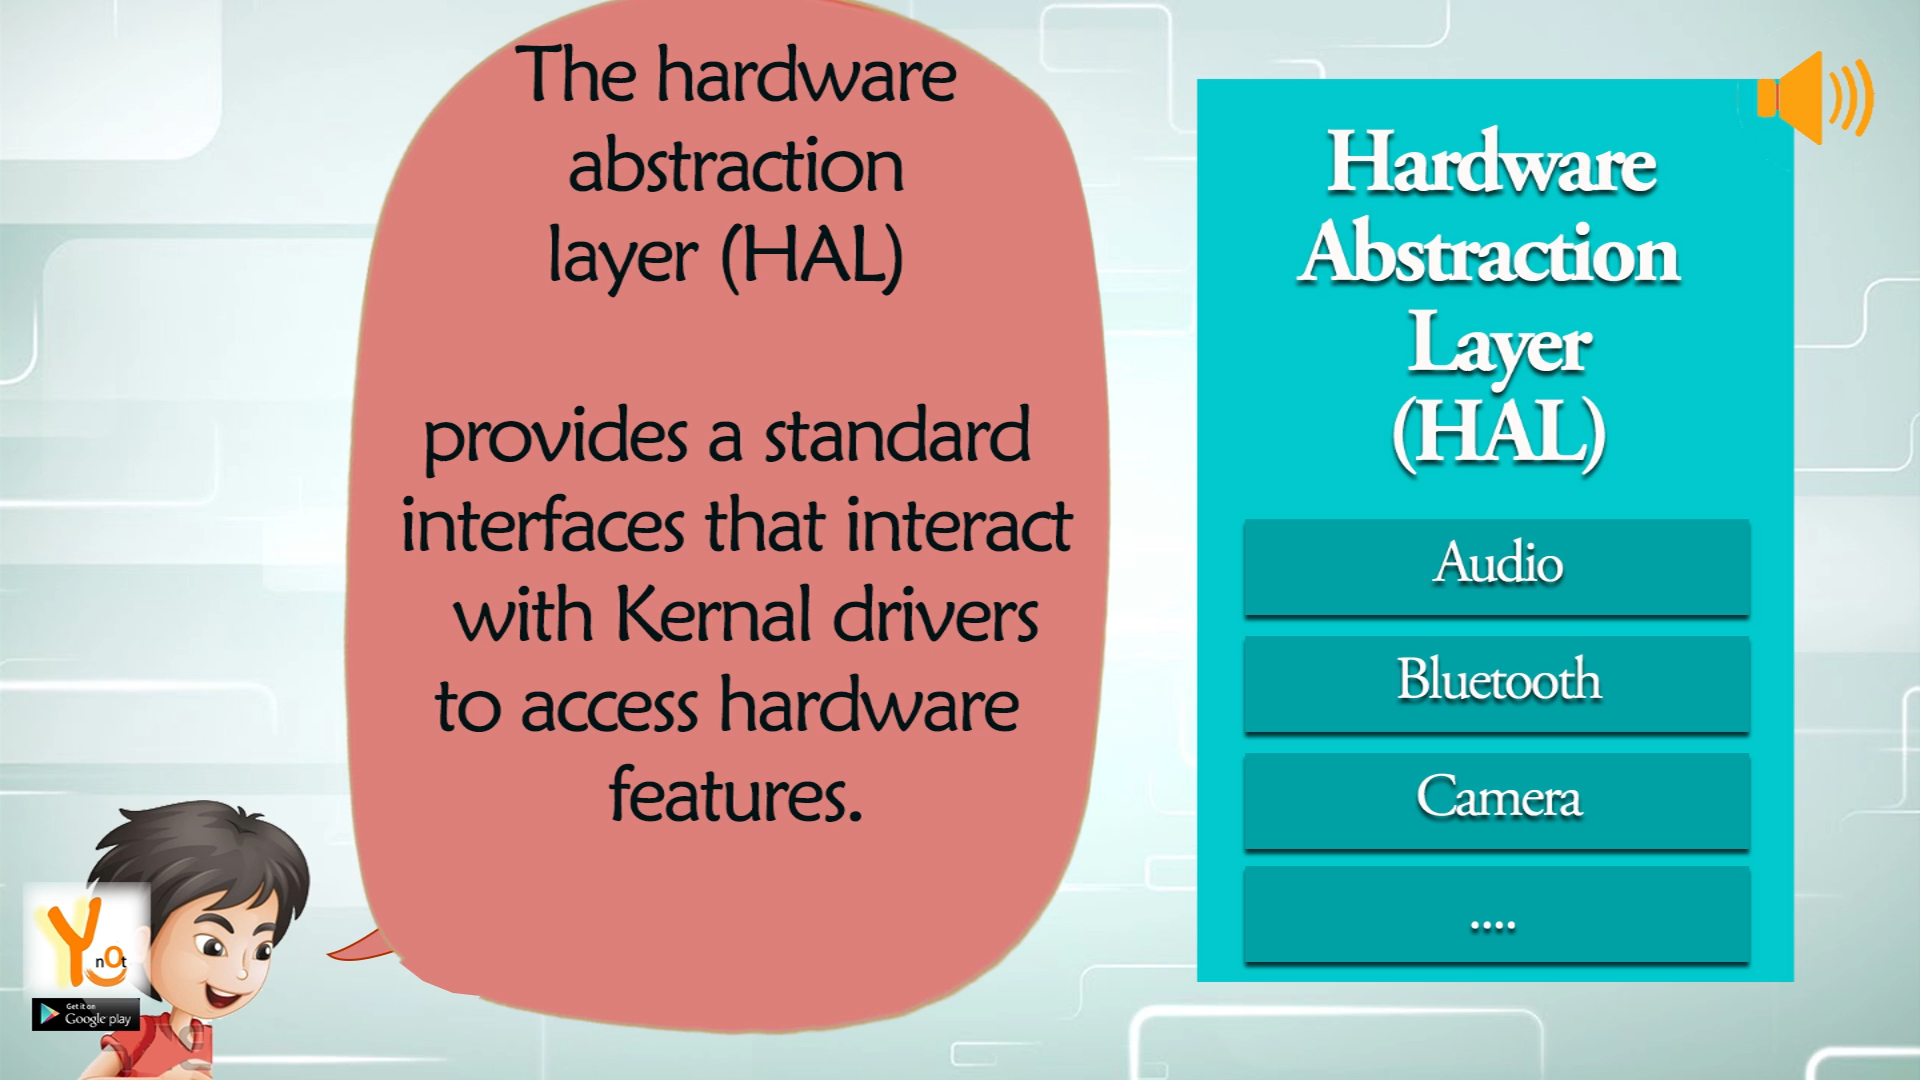 The hardware
abstraction
layer (HAL)
provides a standard
interfaces that interact
with Kernal drivers
to access hardware
features.
Hardware
Abstraction
Layer
(HAL)
Audio
Bluetooth
Camera
....
Y nOt
Get it on
Google play